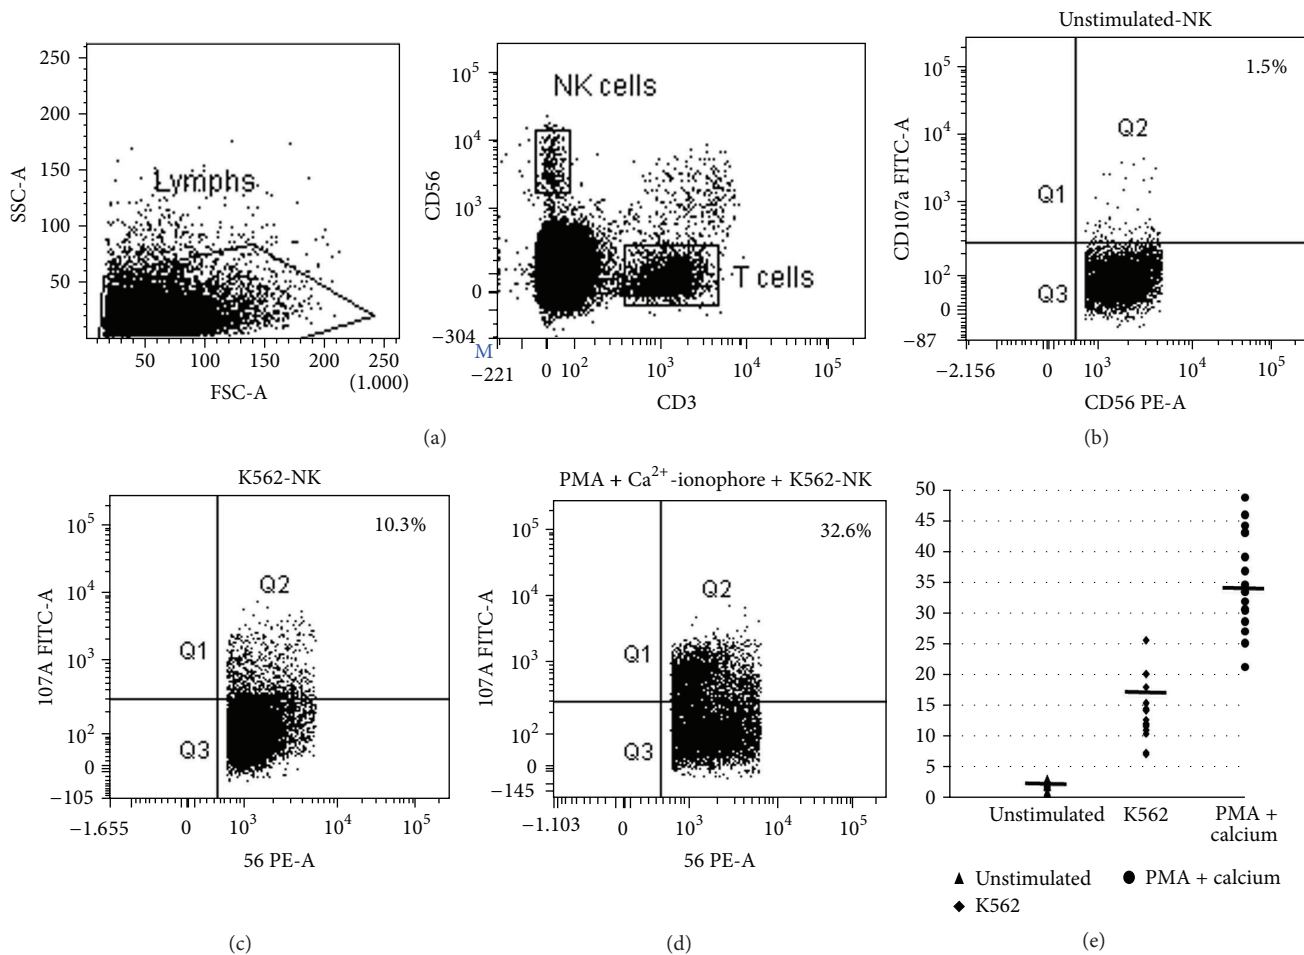 250
200
150
100
50
SSC-A
Lymphs
50
100
150
200
250
(1.000)
FSC-A
10^5
10^4
10^3
0
−304
CD56
NK cells
T cells
M
−221
0
10^2
10^3
10^4
10^5
CD3
(a)
Unstimulated-NK
1.5%
10^5
10^4
10^3
10^2
0
−87
CD107a FITC-A
Q2
Q1
Q3
−2.156
0
10^3
10^4
10^5
CD56 PE-A
(b)
K562-NK
10.3%
10^5
10^4
10^3
10^2
0
−105
107A FITC-A
Q2
Q1
Q3
−1.655
0
10^3
10^4
10^5
56 PE-A
(c)
PMA + Ca^2+-ionophore + K562-NK
32.6%
10^5
10^4
10^3
10^2
0
−145
107A FITC-A
Q2
Q1
Q3
−1.103
0
10^3
10^4
10^5
56 PE-A
(d)
50
45
40
35
30
25
20
15
10
5
0
Unstimulated
K562
PMA +
calcium
Unstimulated
PMA + calcium
K562
(e)